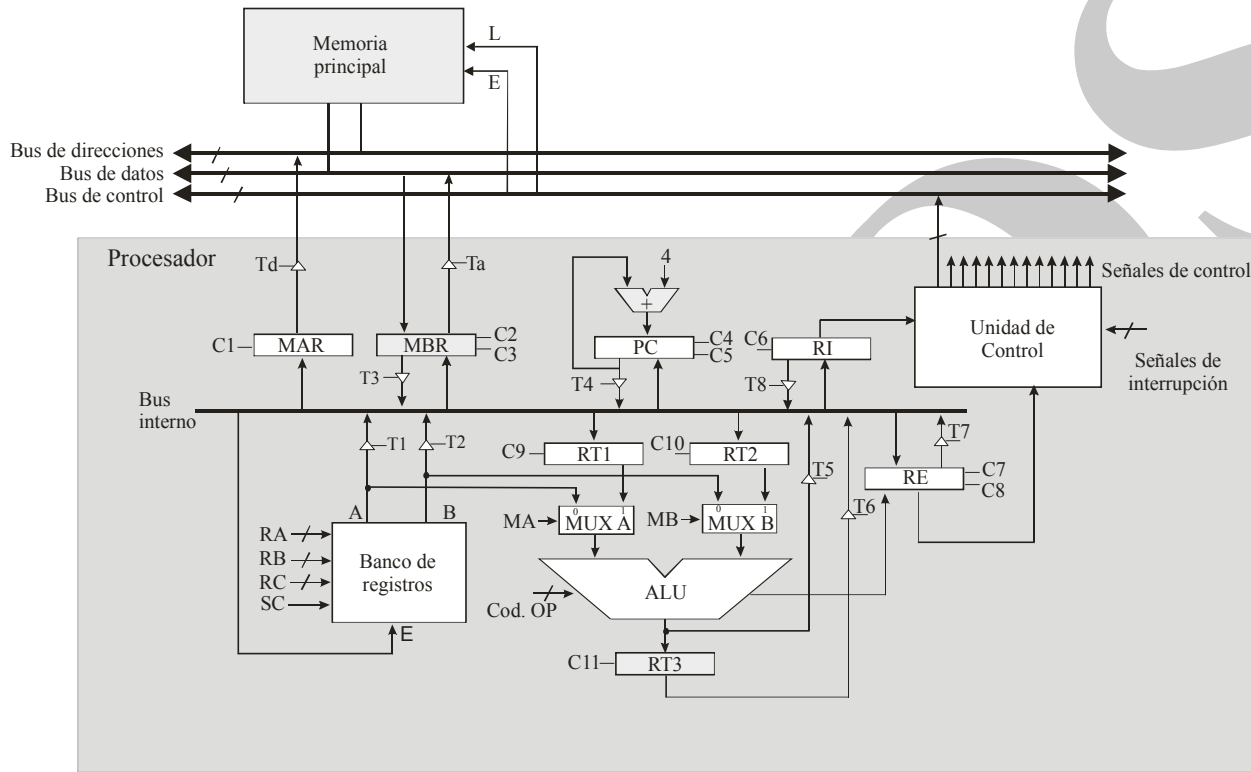 Memoria
principal
L
E
Bus de direcciones
Bus de datos
Bus de control
Procesador
Td
Ta
4
+
Señales de control
C1
MAR
MBR
C2
C3
PC
C4
C5
C6
RI
Unidad de
Control
Señales de
interrupción
T3
T4
T8
Bus
interno
T1
T2
C9
RT1
C10
RT2
T5
T7
RE
C7
C8
T6
A
B
MA
0
1
MUX A
MB
0
1
MUX B
RA
RB
RC
SC
Banco de
registros
E
Cod. OP
ALU
C11
RT3